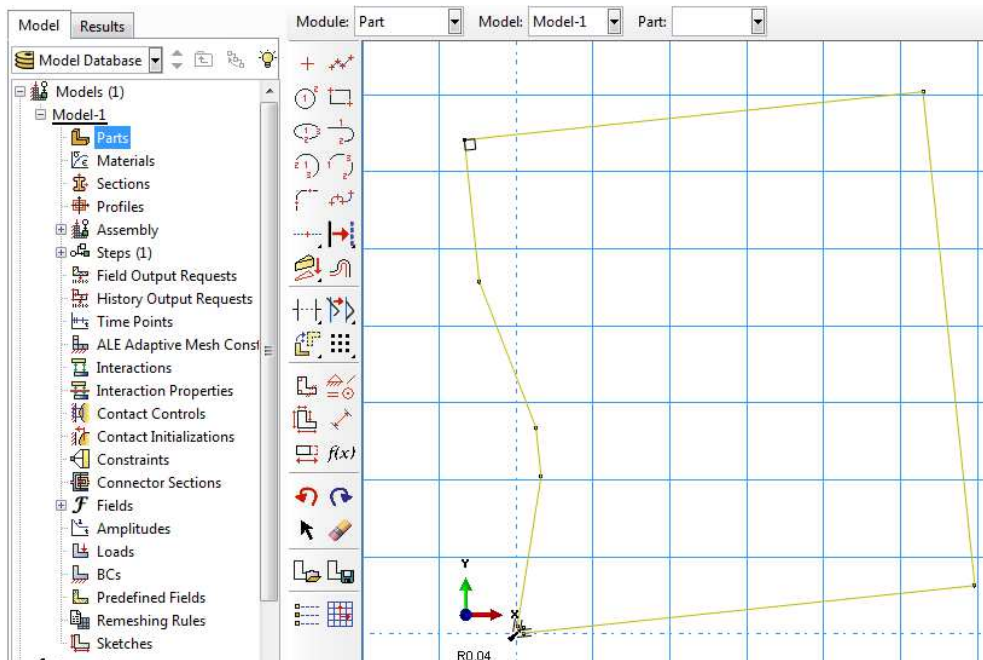 Model Results
Module: Part Model: Model-1 Part:
Model Database
Models (1)
Model-1
Parts
Materials
Sections
Profiles
Assembly
Steps (1)
Field Output Requests
History Output Requests
Time Points
ALE Adaptive Mesh Const
Interactions
Interaction Properties
Contact Controls
Contact Initializations
Constraints
Connector Sections
Fields
Amplitudes
Loads
BCs
Predefined Fields
Remeshing Rules
Sketches
f(x)
Y
X
R0.04